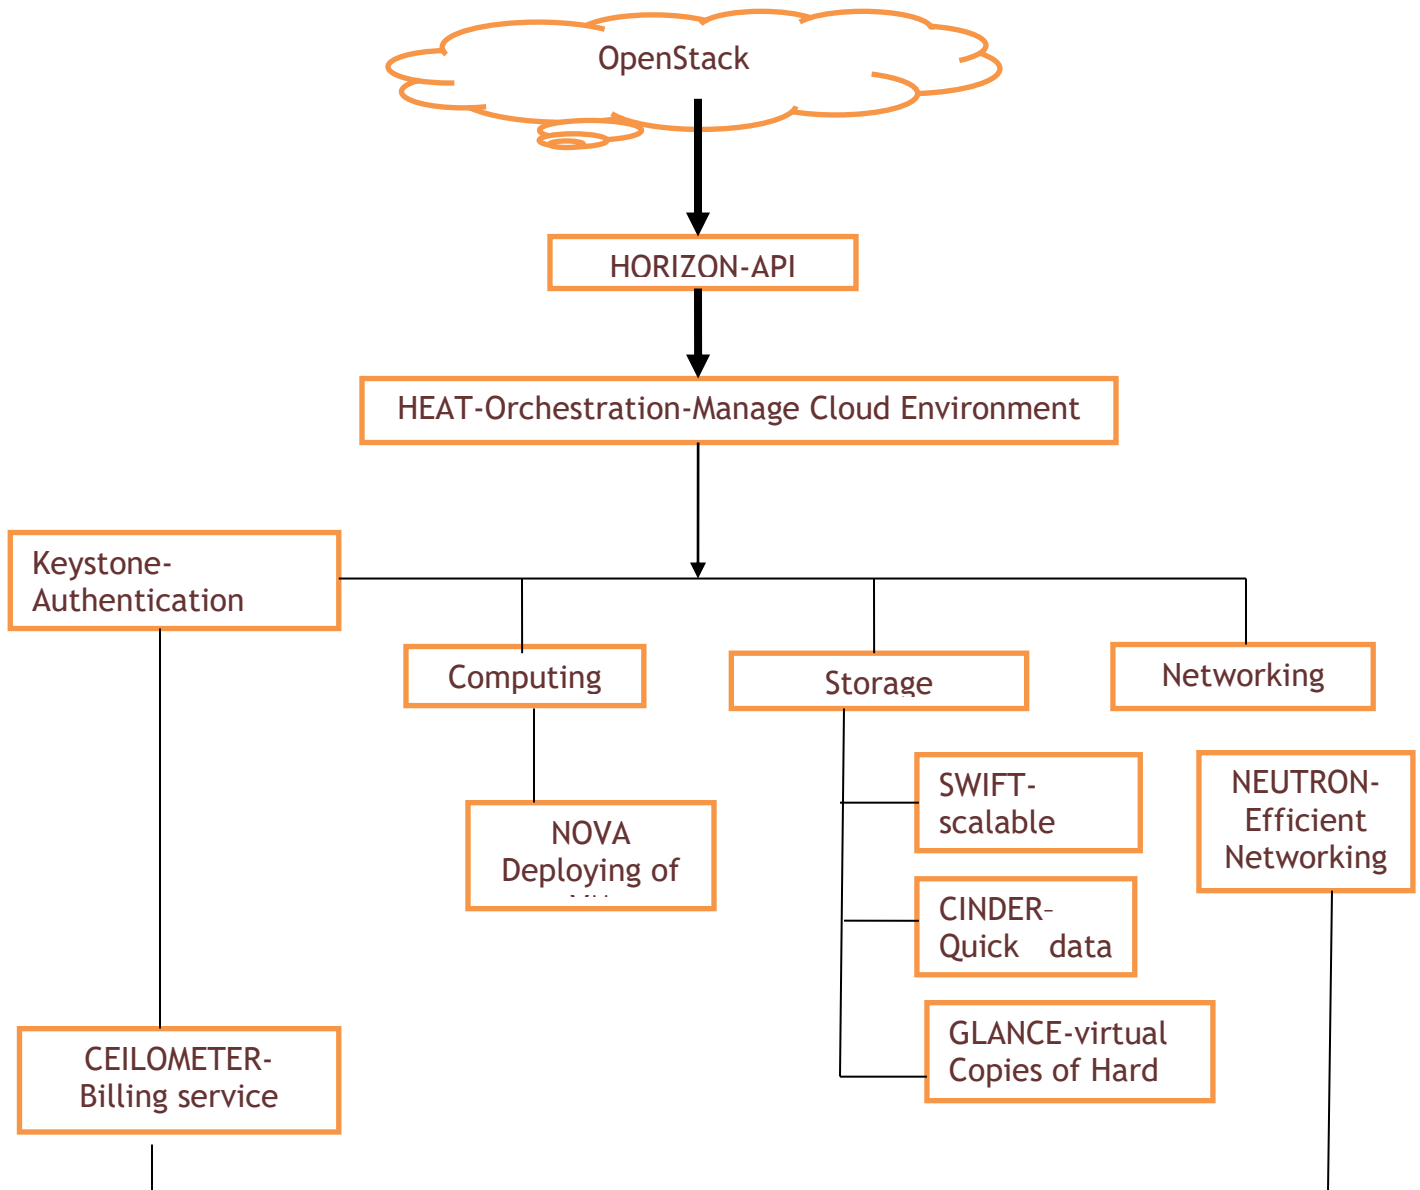 OpenStack
HORIZON-API
HEAT-Orchestration-Manage Cloud Environment
Keystone-
Authentication
Computing
Storage
Networking
SWIFT-
scalable
NEUTRON-
Efficient
Networking
NOVA
Deploying of
CINDER–
Quick data
GLANCE-virtual
Copies of Hard
CEILOMETER-
Billing service